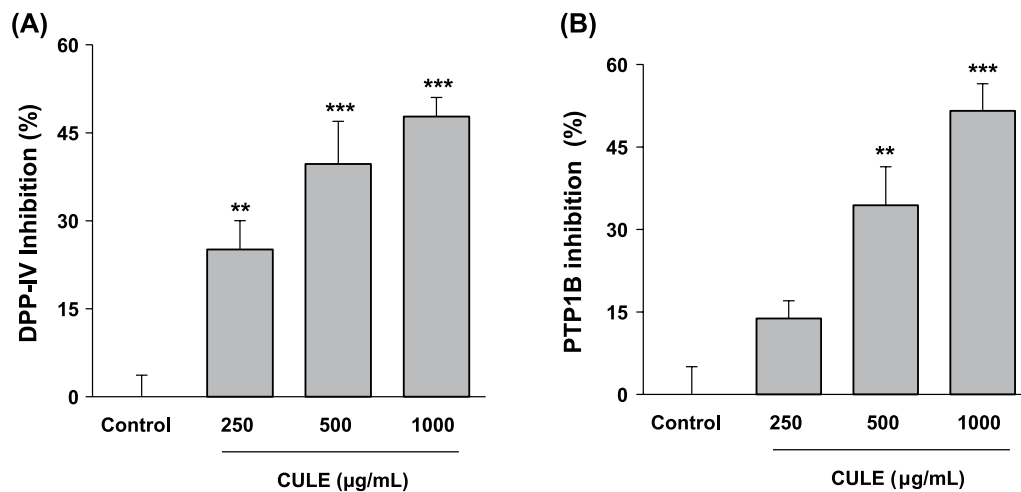 (A)
DPP-IV Inhibition (%)
60
45
30
15
0
**
***
***
Control 250 500 1000
CULE (µg/mL)
(B)
PTP1B inhibition (%)
60
45
30
15
0
**
***
Control 250 500 1000
CULE (µg/mL)